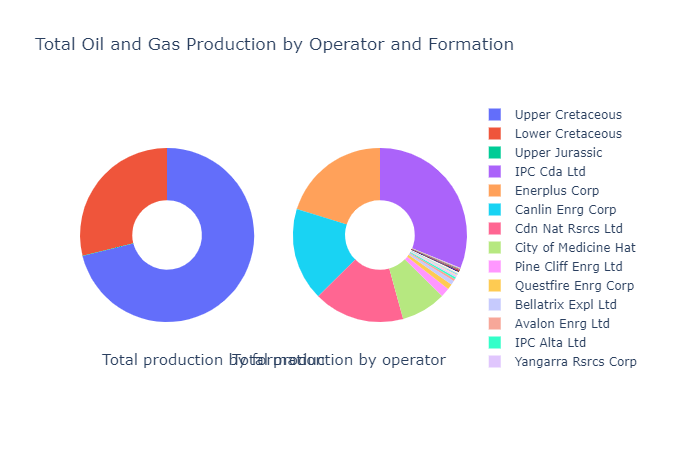 Total Oil and Gas Production by Operator and Formation
Upper Cretaceous
Lower Cretaceous
Upper Jurassic
IPC Cda Ltd
Enerplus Corp
Canlin Enrg Corp
Cdn Nat Rsrcs Ltd
City of Medicine Hat
Pine Cliff Enrg Ltd
Questfire Enrg Corp
Bellatrix Expl Ltd
Avalon Enrg Ltd
IPC Alta Ltd
Yangarra Rsrcs Corp
Total production by formation
Total production by operator